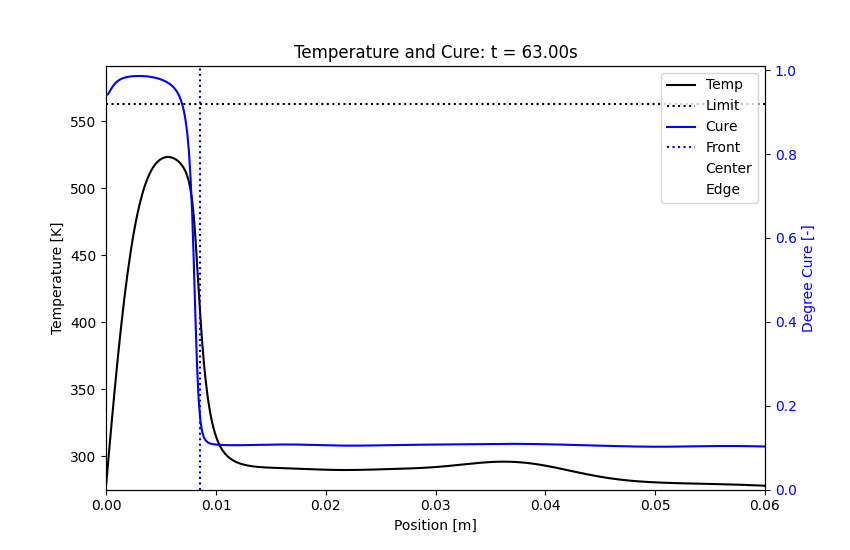 Temperature and Cure: t = 63.00s
Temp
Limit
Cure
Front
Center
Edge
550
500
450
400
350
300
Temperature [K]
1.0
0.8
0.6
0.4
0.2
0.0
Degree Cure [-]
0.00 0.01 0.02 0.03 0.04 0.05 0.06
Position [m]